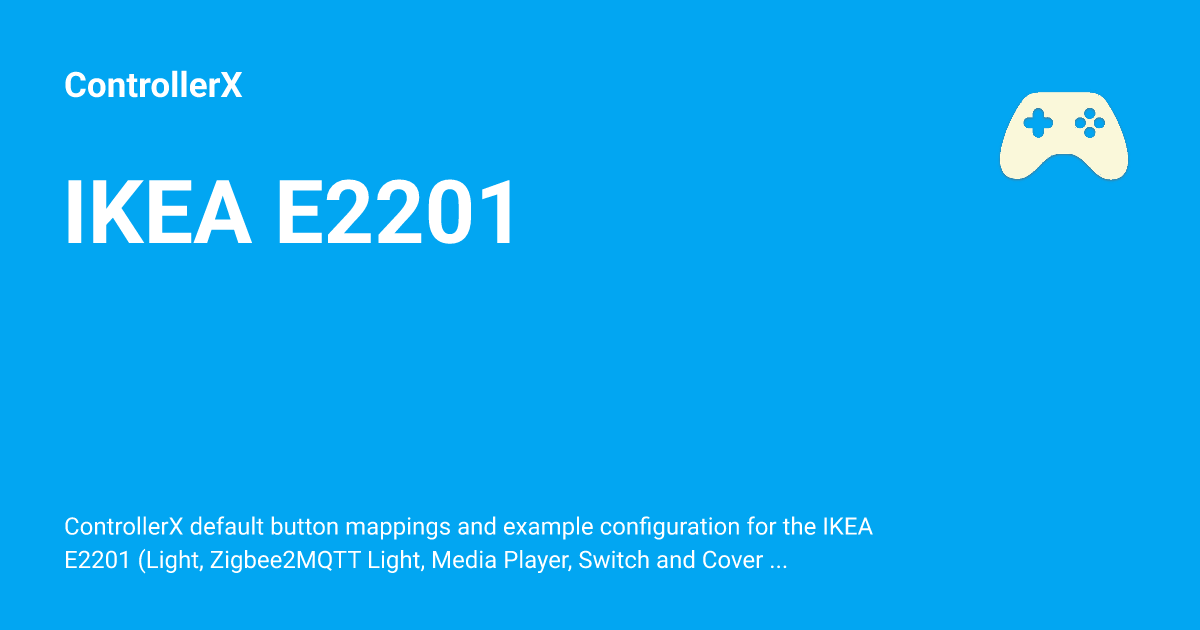 ControllerX
IKEA E2201
ControllerX default button mappings and example configuration for the IKEA
E2201 (Light, Zigbee2MQTT Light, Media Player, Switch and Cover ...